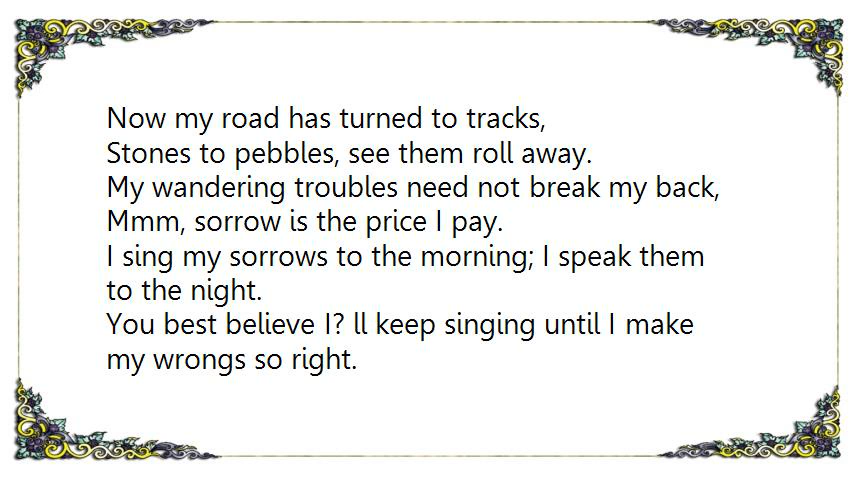 Now my road has turned to tracks,
Stones to pebbles, see them roll away.
My wandering troubles need not break my back,
Mmm, sorrow is the price I pay.
I sing my sorrows to the morning; I speak them
to the night.
You best believe I? ll keep singing until I make
my wrongs so right.